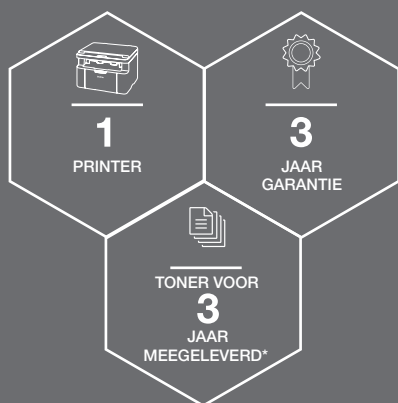 1
PRINTER
3
JAAR
GARANTIE
TONER VOOR
3
JAAR
MEEGELEVERD*